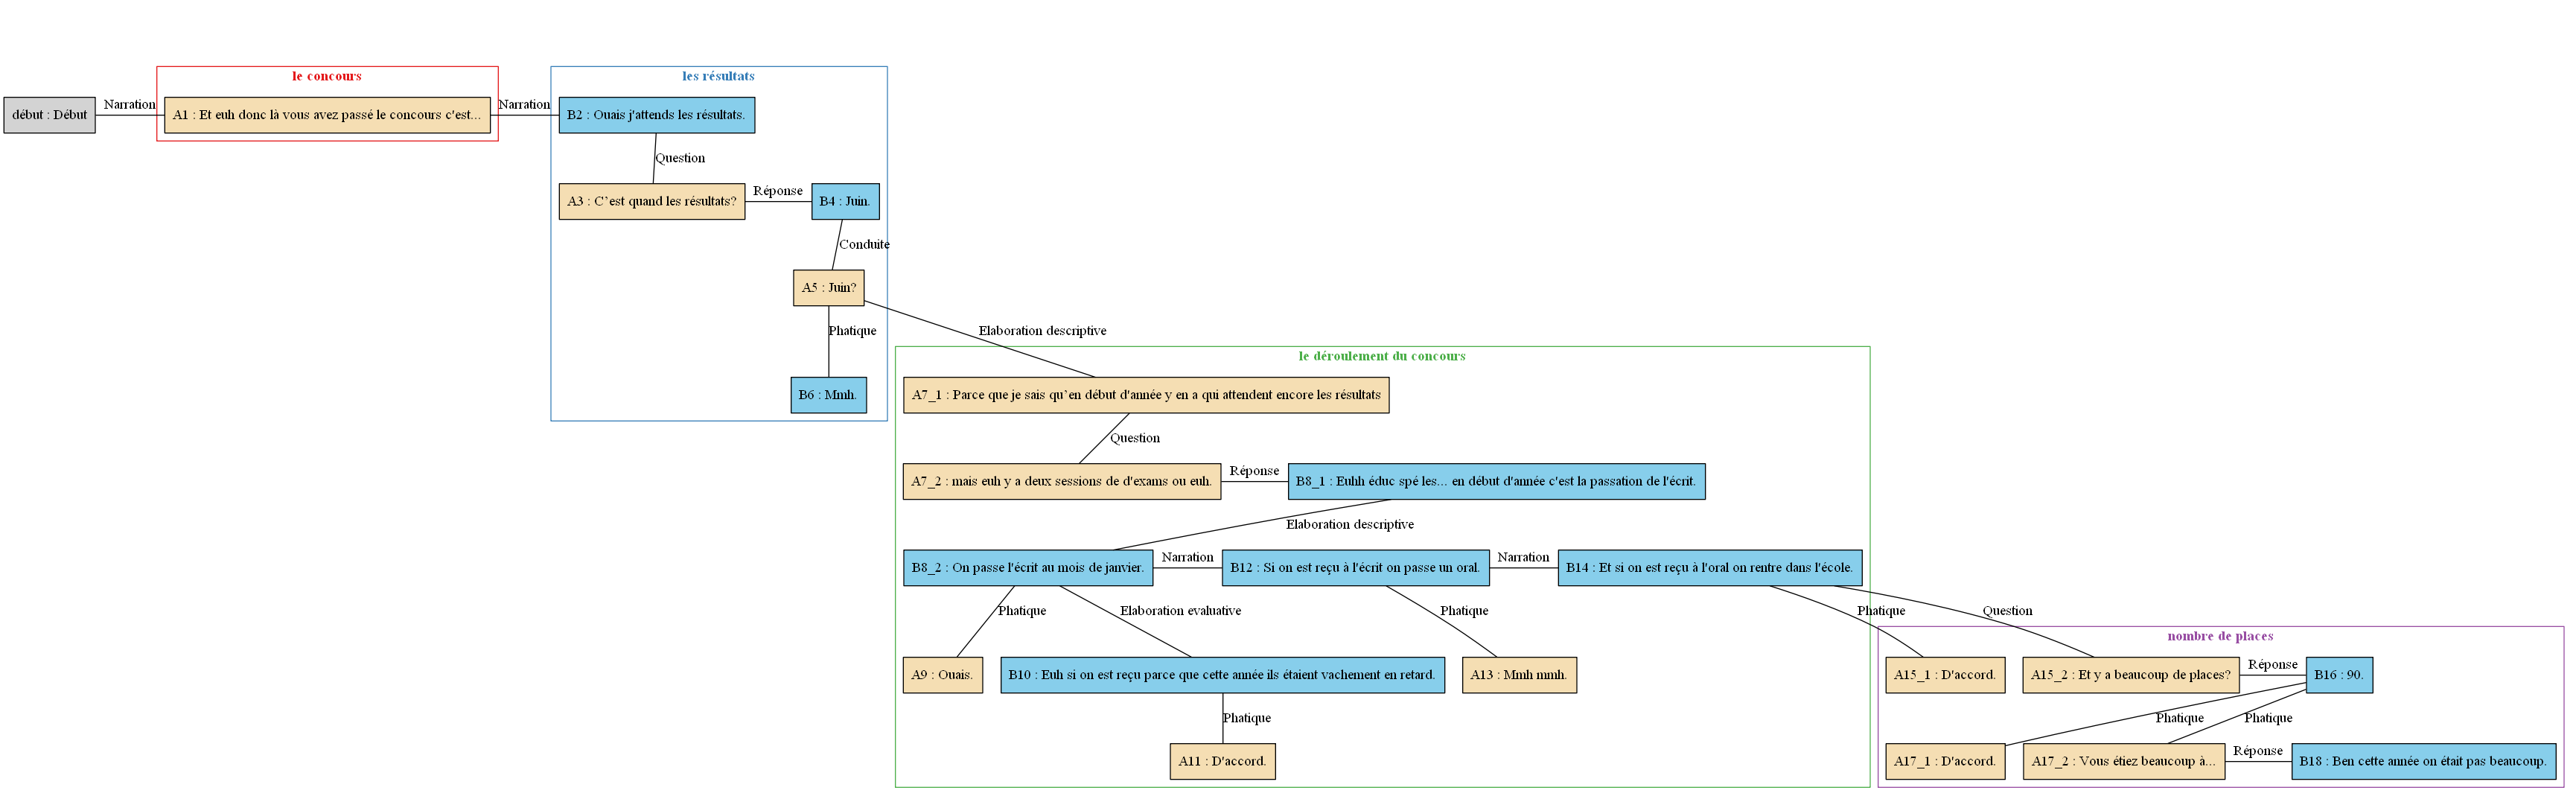 le concours
les résultats
début : Début
Narration
A1 : Et euh donc là vous avez passé le concours c'est...
Narration
B2 : Ouais j'attends les résultats.
Question
A3 : C’est quand les résultats?
Réponse
B4 : Juin.
Conduite
A5 : Juin?
Phatique
Elaboration descriptive
B6 : Mmh.
le déroulement du concours
A7_1 : Parce que je sais qu’en début d'année y en a qui attendent encore les résultats
Question
A7_2 : mais euh y a deux sessions de d'exams ou euh.
Réponse
B8_1 : Euhh éduc spé les... en début d'année c'est la passation de l'écrit.
Elaboration descriptive
B8_2 : On passe l'écrit au mois de janvier.
Narration
B12 : Si on est reçu à l'écrit on passe un oral.
Narration
B14 : Et si on est reçu à l'oral on rentre dans l'école.
Phatique
Elaboration evaluative
Phatique
Phatique
Question
nombre de places
A9 : Ouais.
B10 : Euh si on est reçu parce que cette année ils étaient vachement en retard.
A13 : Mmh mmh.
A15_1 : D'accord.
A15_2 : Et y a beaucoup de places?
Réponse
B16 : 90.
Phatique
Phatique
Phatique
A11 : D'accord.
A17_1 : D'accord.
A17_2 : Vous étiez beaucoup à...
Réponse
B18 : Ben cette année on était pas beaucoup.